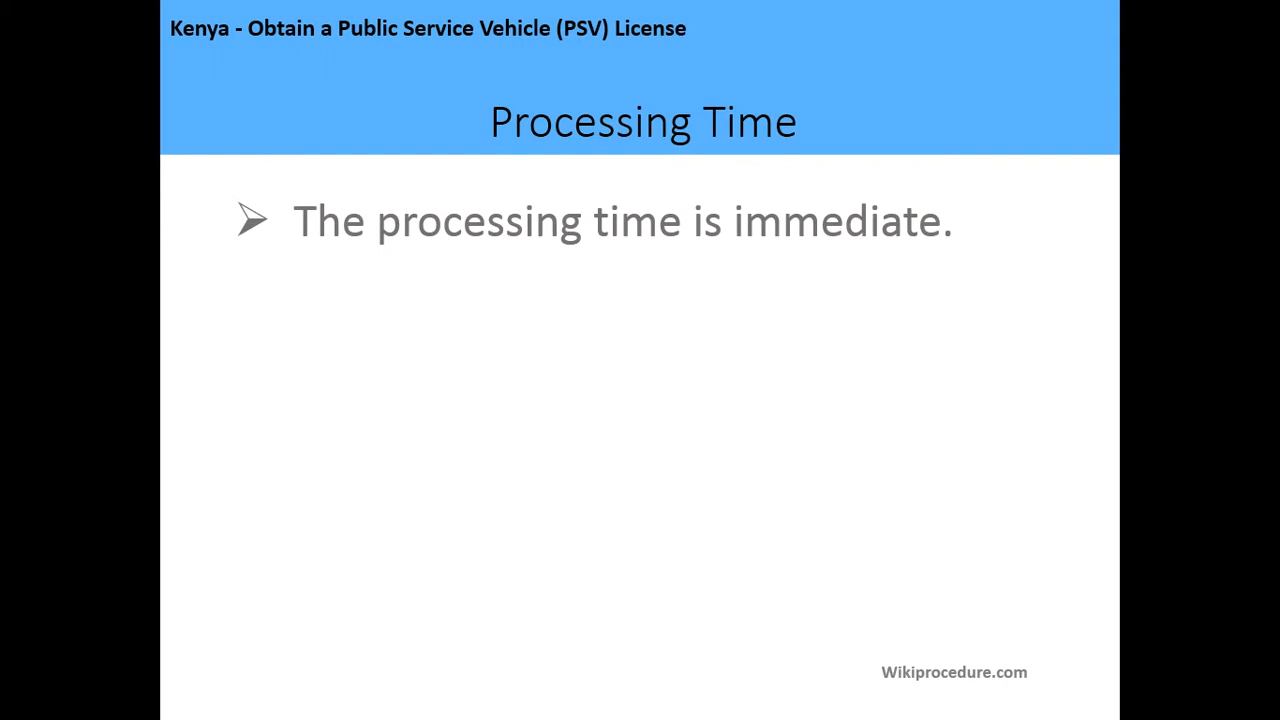 Kenya - Obtain a Public Service Vehicle (PSV) License
Processing Time
The processing time is immediate.
Wikiprocedure.com